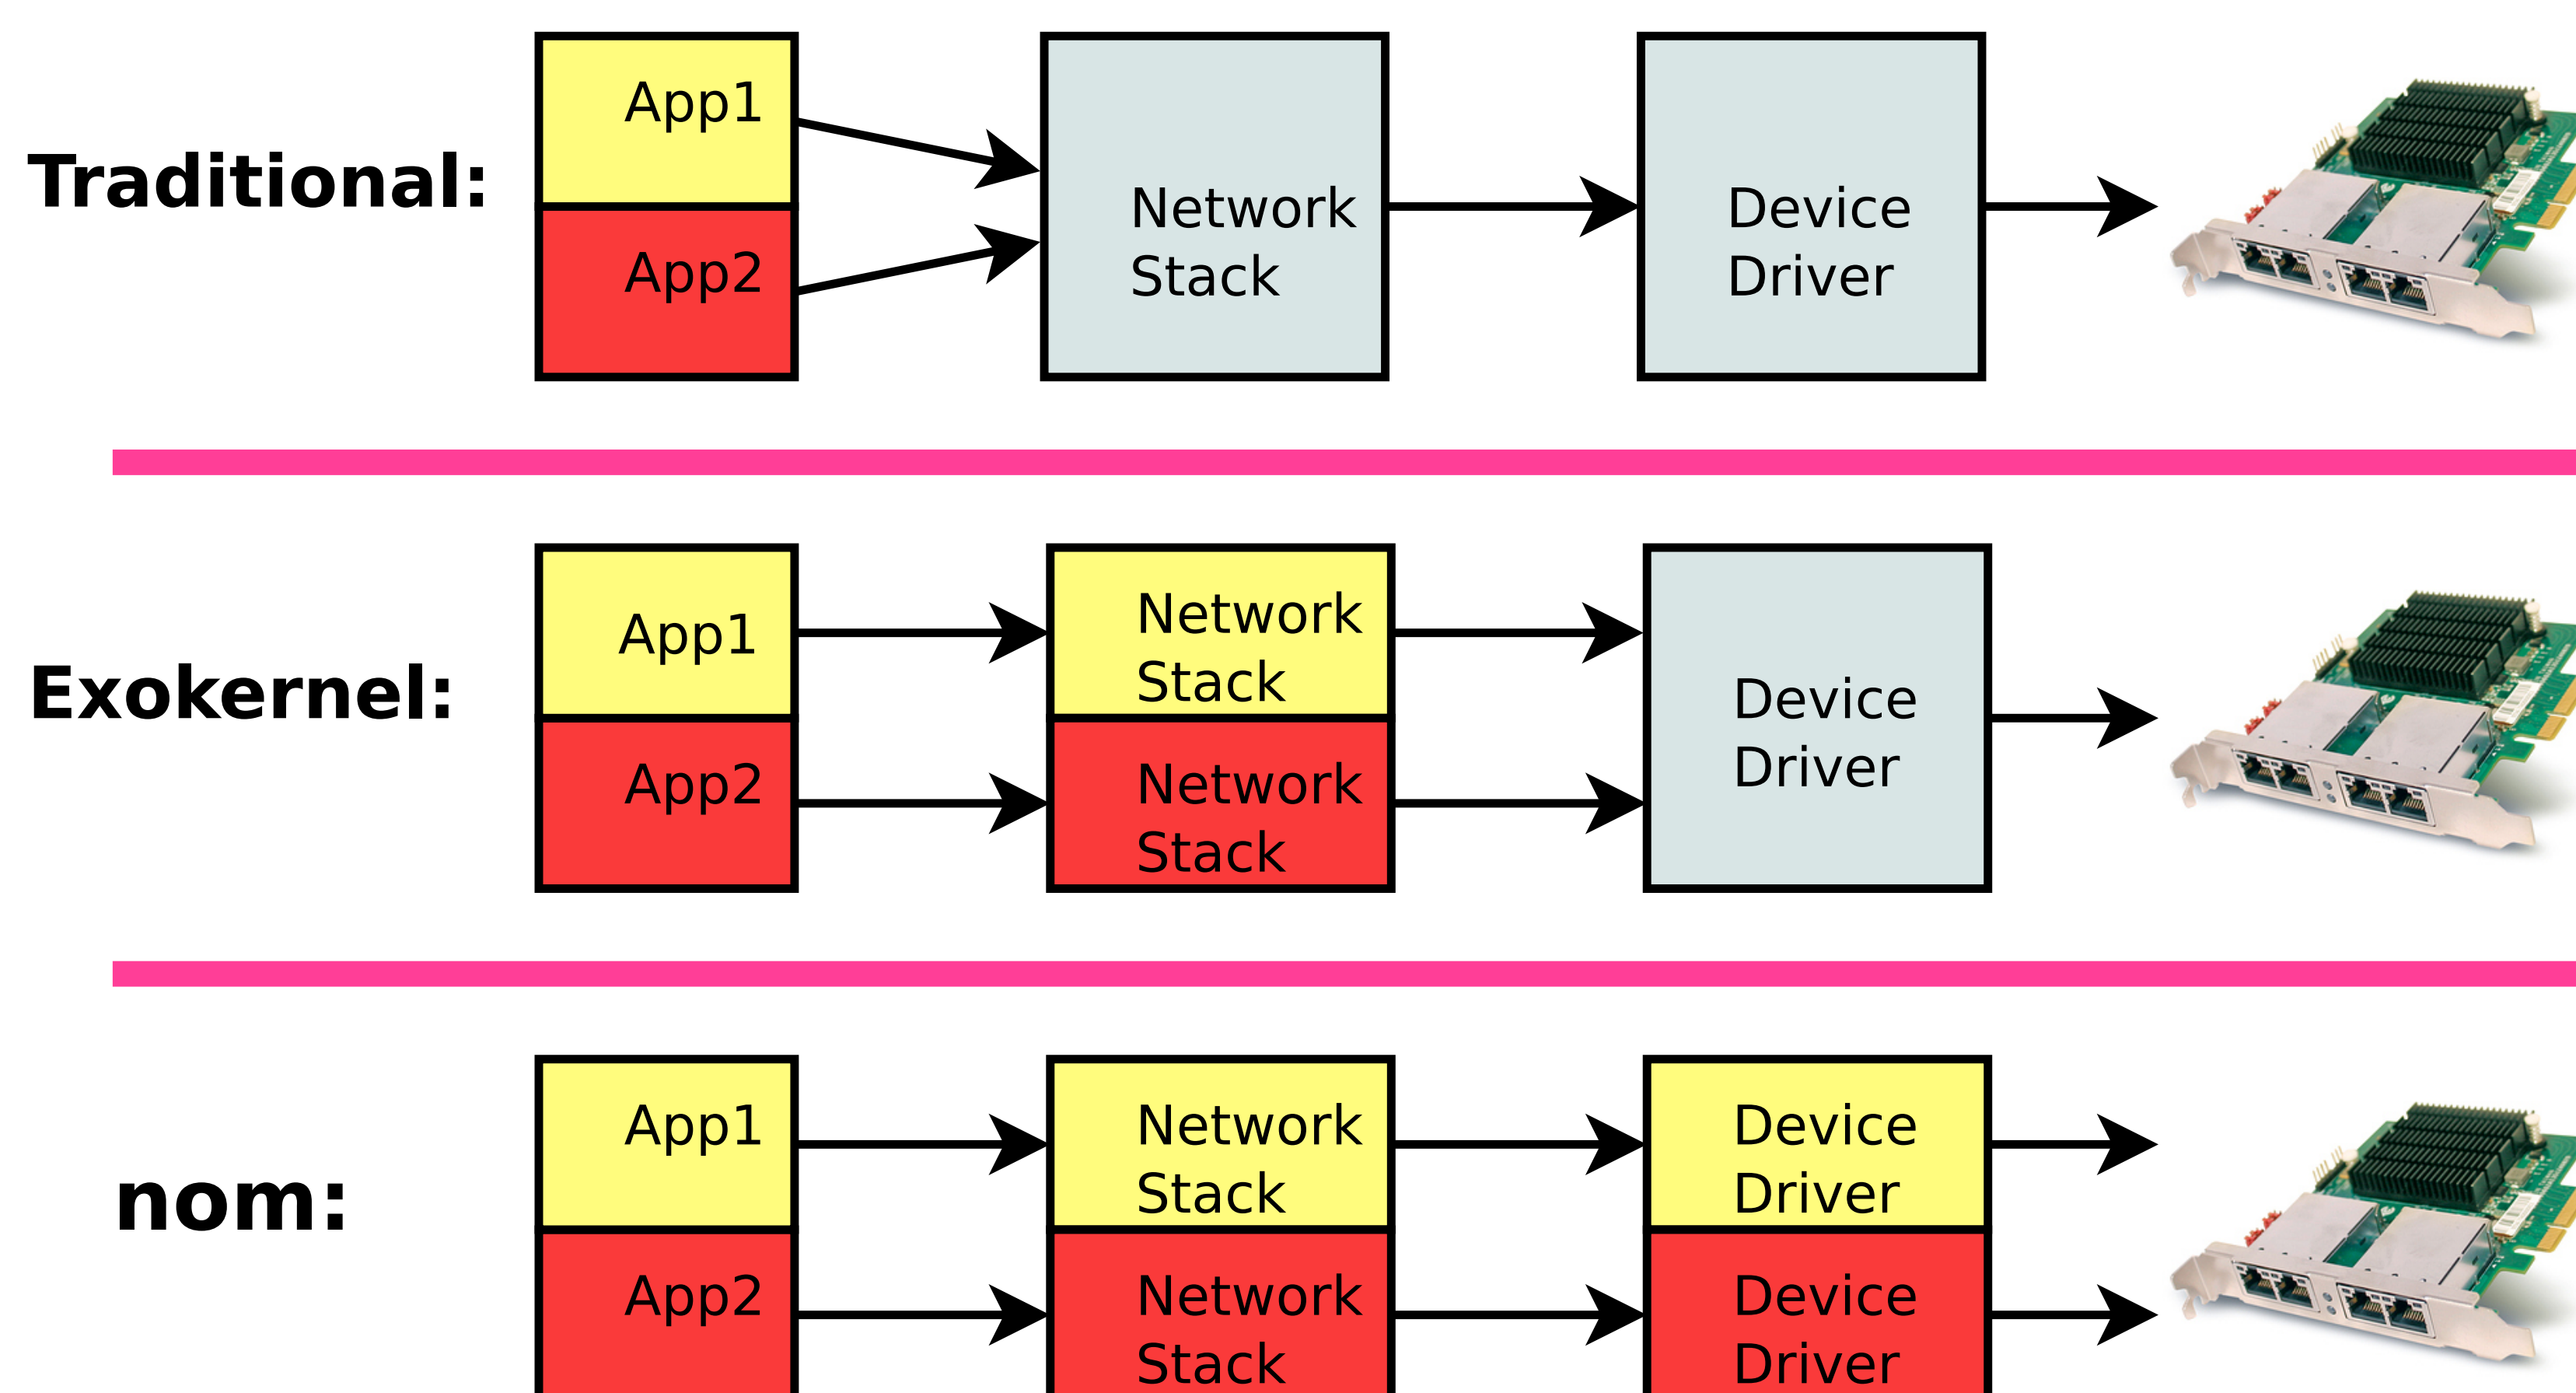 Traditional:
App1
App2
Network
Stack
Device
Driver
Exokernel:
App1
App2
Network
Stack
Network
Stack
Device
Driver
nom:
App1
App2
Network
Stack
Network
Stack
Device
Driver
Device
Driver